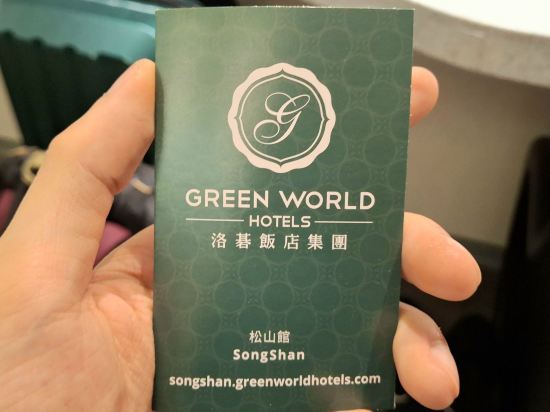 G
GREEN WORLD
HOTELS
洛碁飯店集團
松山館
SongShan
songshan.greenworldhotels.com